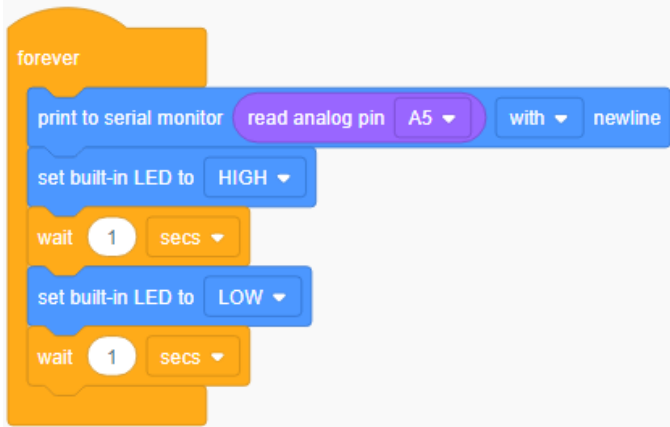 forever
print to serial monitor read analog pin A5 with newline
set built-in LED to HIGH
wait 1 secs
set built-in LED to LOW
wait 1 secs